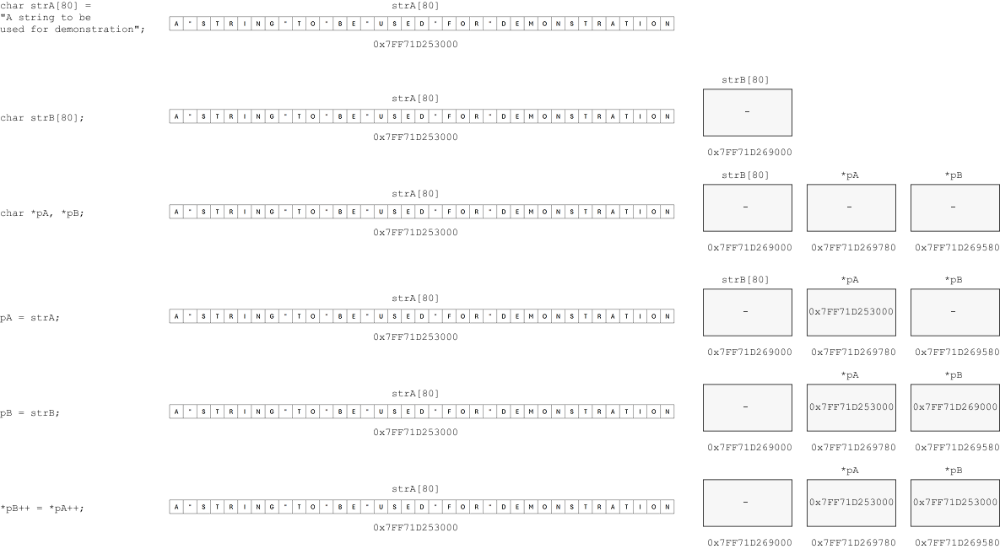 char strA[80] =
"A string to be
used for demonstration";
strA[80]
A " S T R I N G " T O " B E " U S E D " F O R " D E M O N S T R A T I O N
0x7FF71D253000
char strB[80];
strA[80]
A " S T R I N G " T O " B E " U S E D " F O R " D E M O N S T R A T I O N
0x7FF71D253000
strB[80]
–
0x7FF71D269000
char *pA, *pB;
strA[80]
A " S T R I N G " T O " B E " U S E D " F O R " D E M O N S T R A T I O N
0x7FF71D253000
strB[80] *pA *pB
– – –
0x7FF71D269000 0x7FF71D269780 0x7FF71D269580
pA = strA;
strA[80]
A " S T R I N G " T O " B E " U S E D " F O R " D E M O N S T R A T I O N
0x7FF71D253000
strB[80] *pA *pB
– 0x7FF71D253000 –
0x7FF71D269000 0x7FF71D269780 0x7FF71D269580
pB = strB;
strA[80]
A " S T R I N G " T O " B E " U S E D " F O R " D E M O N S T R A T I O N
0x7FF71D253000
*pA *pB
– 0x7FF71D253000 0x7FF71D269000
0x7FF71D269000 0x7FF71D269780 0x7FF71D269580
*pB++ = *pA++;
strA[80]
A " S T R I N G " T O " B E " U S E D " F O R " D E M O N S T R A T I O N
0x7FF71D253000
*pA *pB
– 0x7FF71D253000 0x7FF71D253000
0x7FF71D269000 0x7FF71D269780 0x7FF71D269580